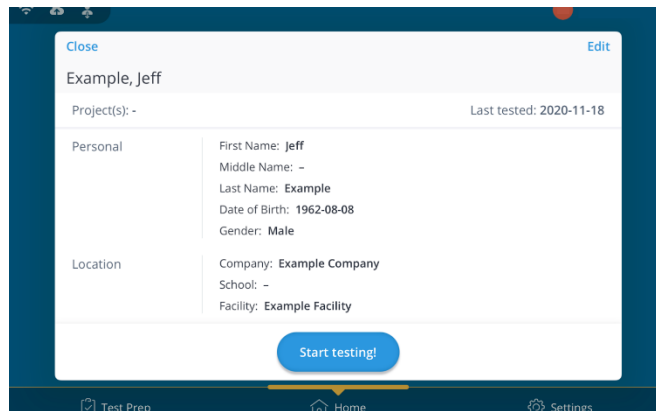 Close Edit
Example, Jeff
Project(s): - Last tested: 2020-11-18
Personal First Name: Jeff
Middle Name: –
Last Name: Example
Date of Birth: 1962-08-08
Gender: Male
Location Company: Example Company
School: –
Facility: Example Facility
Start testing!
Test Prep Home Settings